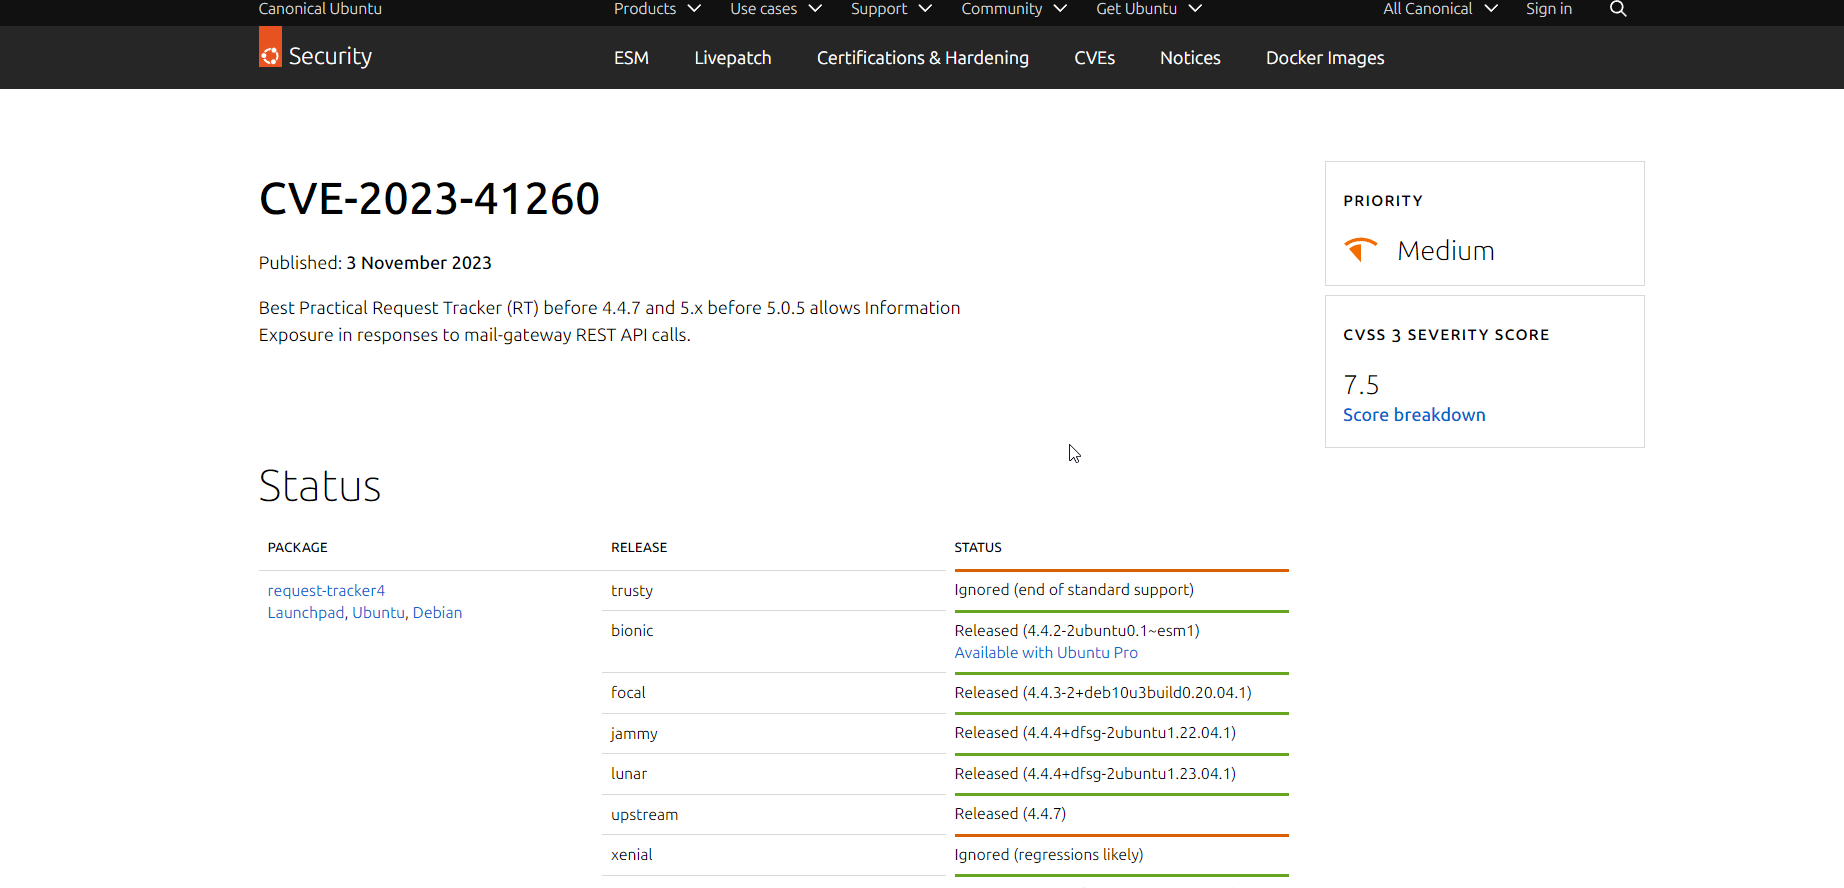 Canonical Ubuntu Products Use cases Support Community Get Ubuntu All Canonical Sign in
Security ESM Livepatch Certifications & Hardening CVEs Notices Docker Images
CVE-2023-41260
Published: 3 November 2023
Best Practical Request Tracker (RT) before 4.4.7 and 5.x before 5.0.5 allows Information
Exposure in responses to mail-gateway REST API calls.
PRIORITY
Medium
CVSS 3 SEVERITY SCORE
7.5
Score breakdown
Status
PACKAGE RELEASE STATUS
request-tracker4 trusty Ignored (end of standard support)
Launchpad, Ubuntu, Debian
bionic Released (4.4.2-2ubuntu0.1~esm1)
Available with Ubuntu Pro
focal Released (4.4.3-2+deb10u3build0.20.04.1)
jammy Released (4.4.4+dfsg-2ubuntu1.22.04.1)
lunar Released (4.4.4+dfsg-2ubuntu1.23.04.1)
upstream Released (4.4.7)
xenial Ignored (regressions likely)